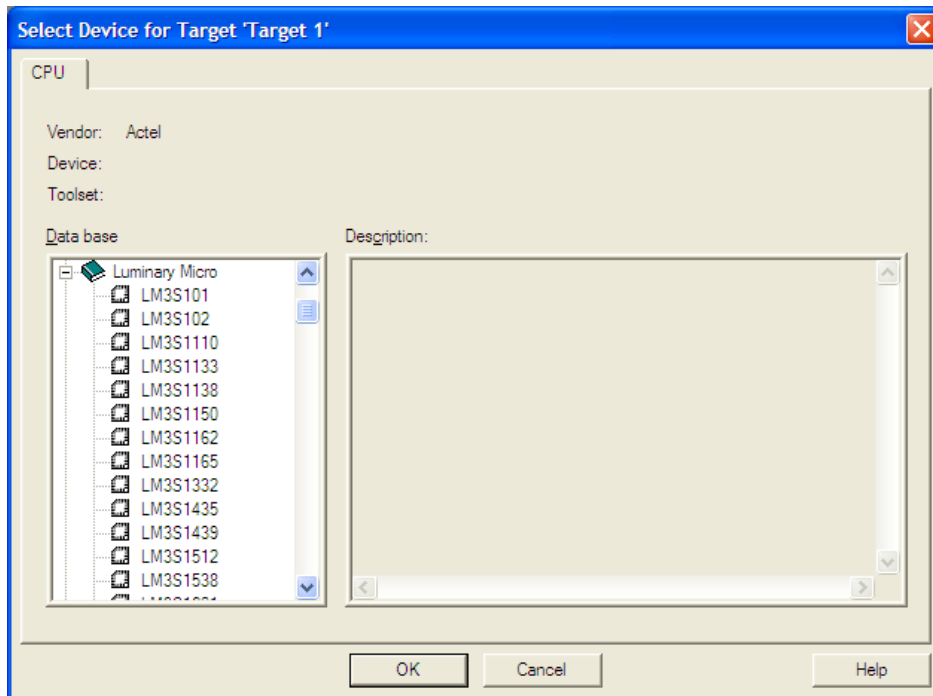 Select Device for Target 'Target 1'
CPU
Vendor: Actel
Device:
Toolset:
Data base
Description:
Luminary Micro
LM3S101
LM3S102
LM3S1110
LM3S1133
LM3S1138
LM3S1150
LM3S1162
LM3S1165
LM3S1332
LM3S1435
LM3S1439
LM3S1512
LM3S1538
OK Cancel Help